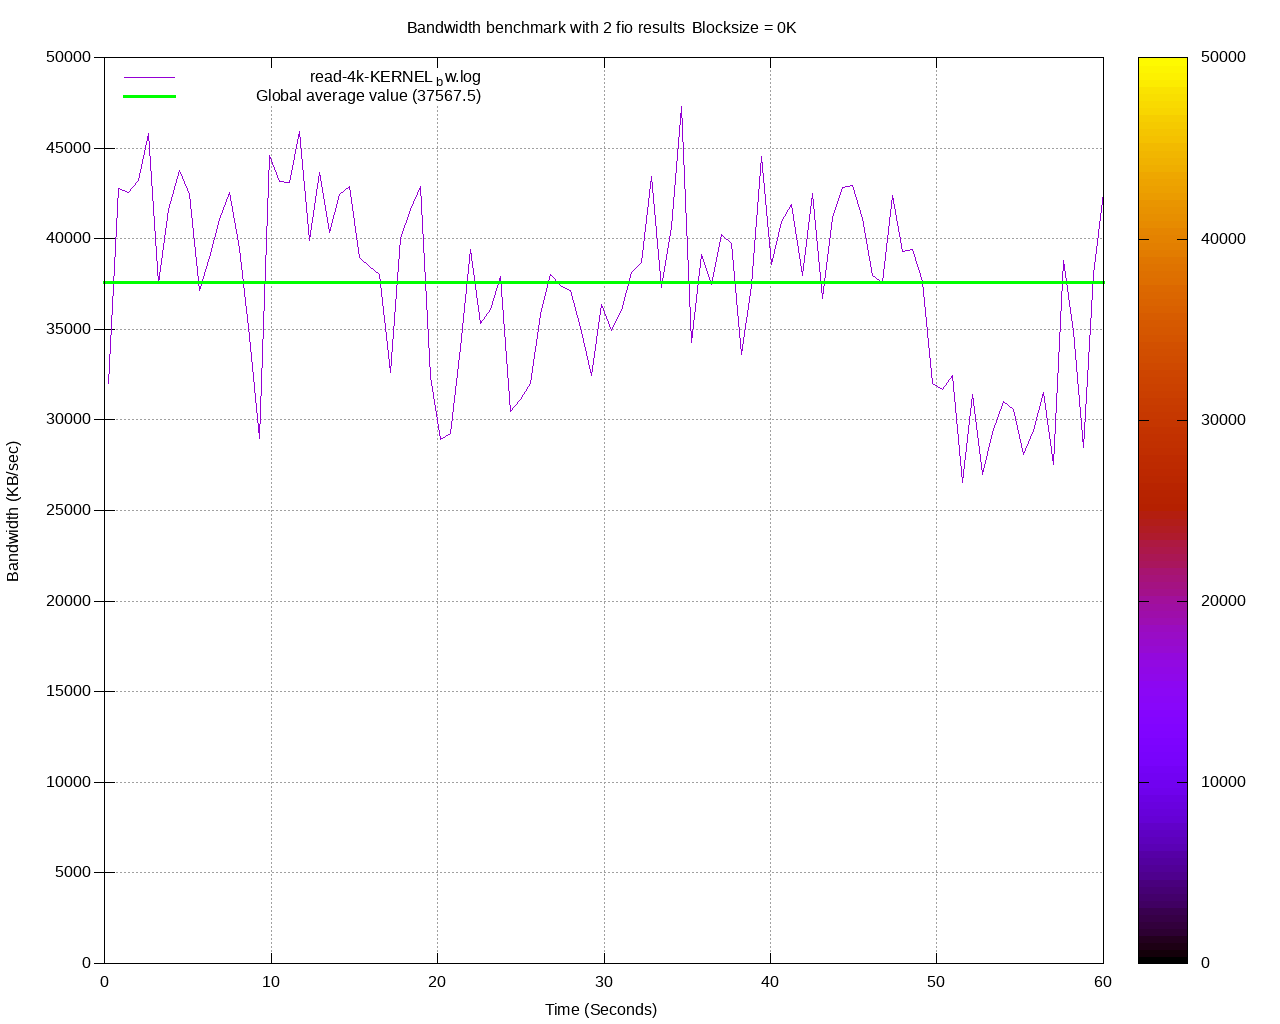 Bandwidth benchmark with 2 fio results Blocksize = 0K
read-4k-KERNEL_bw.log
Global average value (37567.5)
50000
45000
40000
35000
30000
25000
20000
15000
10000
5000
0
Bandwidth (KB/sec)
0 10 20 30 40 50 60
Time (Seconds)
50000
40000
30000
20000
10000
0